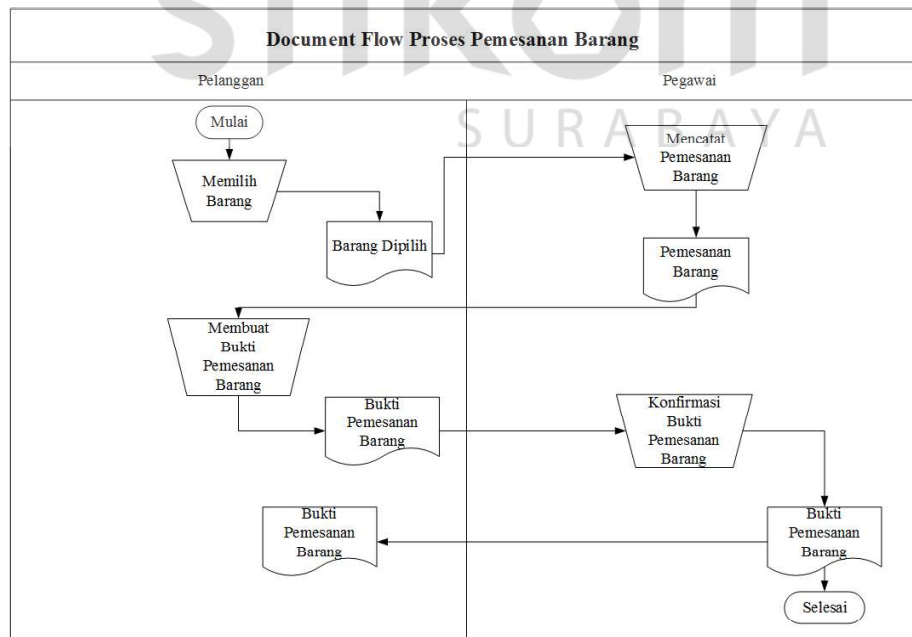 Document Flow Proses Pemesanan Barang
Pelanggan
Pegawai
SURABAYA
Mulai
Memilih
Barang
Barang Dipilih
Mencatat
Pemesanan
Barang
Pemesanan
Barang
Membuat
Bukti
Pemesanan
Barang
Bukti
Pemesanan
Barang
Konfirmasi
Bukti
Pemesanan
Barang
Bukti
Pemesanan
Barang
Bukti
Pemesanan
Barang
Selesai